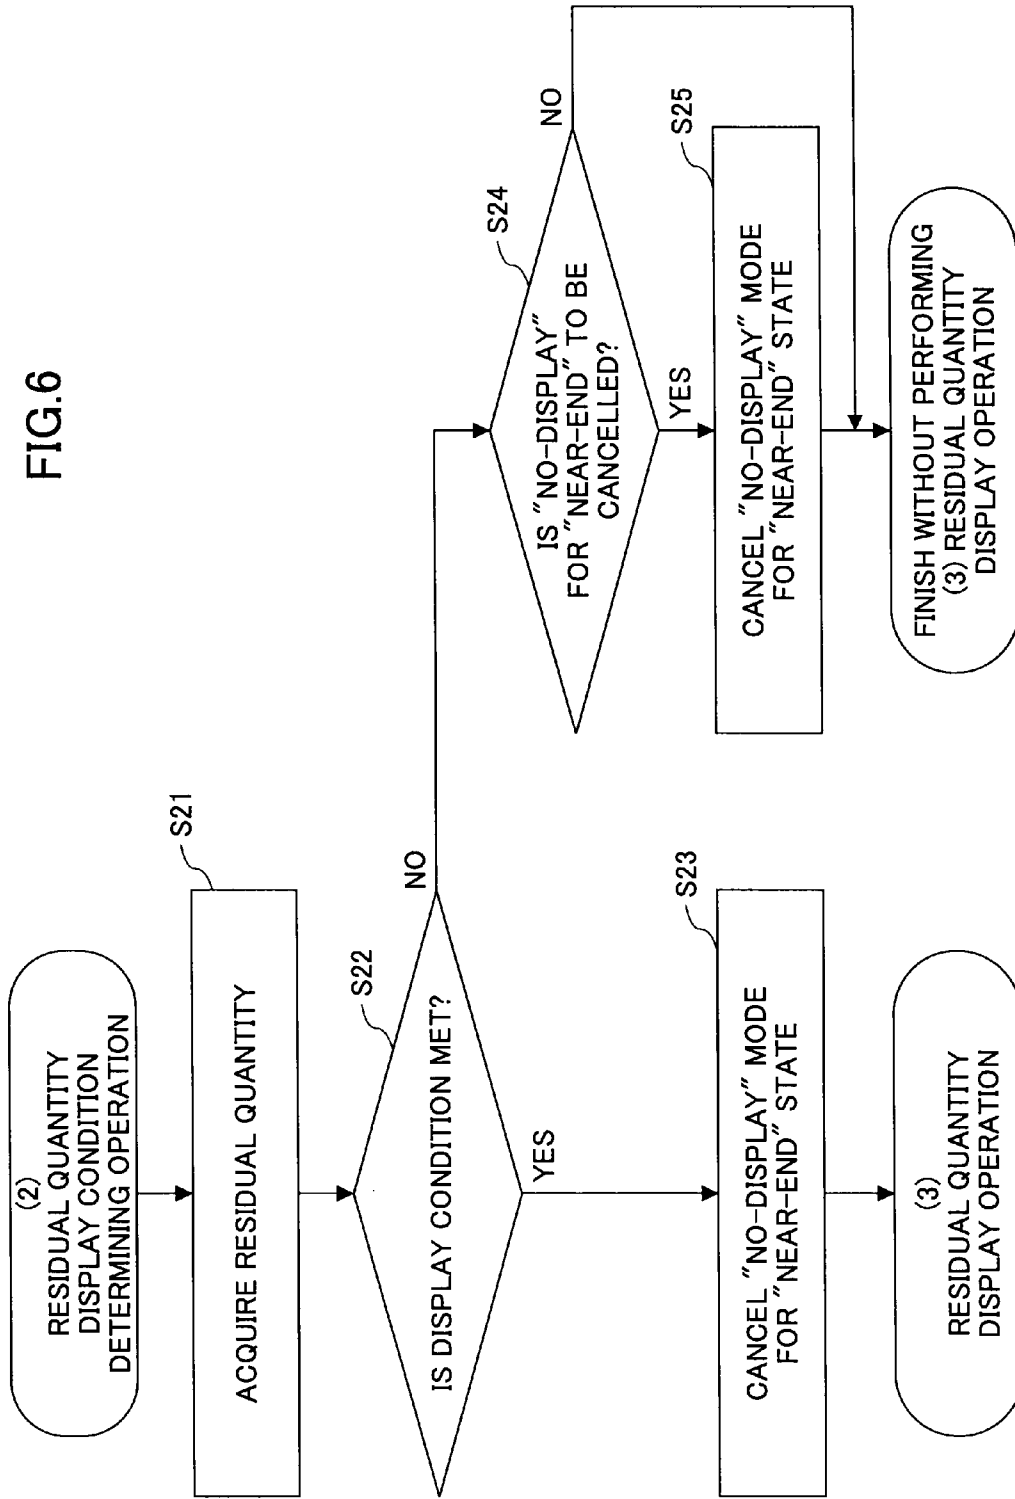 FIG.6
(2)
RESIDUAL QUANTITY
DISPLAY CONDITION
DETERMINING OPERATION
S21
ACQUIRE RESIDUAL QUANTITY
S22
IS DISPLAY CONDITION MET?
NO
YES
S23
CANCEL "NO-DISPLAY" MODE
FOR "NEAR-END" STATE
(3)
RESIDUAL QUANTITY
DISPLAY OPERATION
S24
IS "NO-DISPLAY"
FOR "NEAR-END" TO BE
CANCELLED?
NO
YES
S25
CANCEL "NO-DISPLAY" MODE
FOR "NEAR-END" STATE
FINISH WITHOUT PERFORMING
(3) RESIDUAL QUANTITY
DISPLAY OPERATION